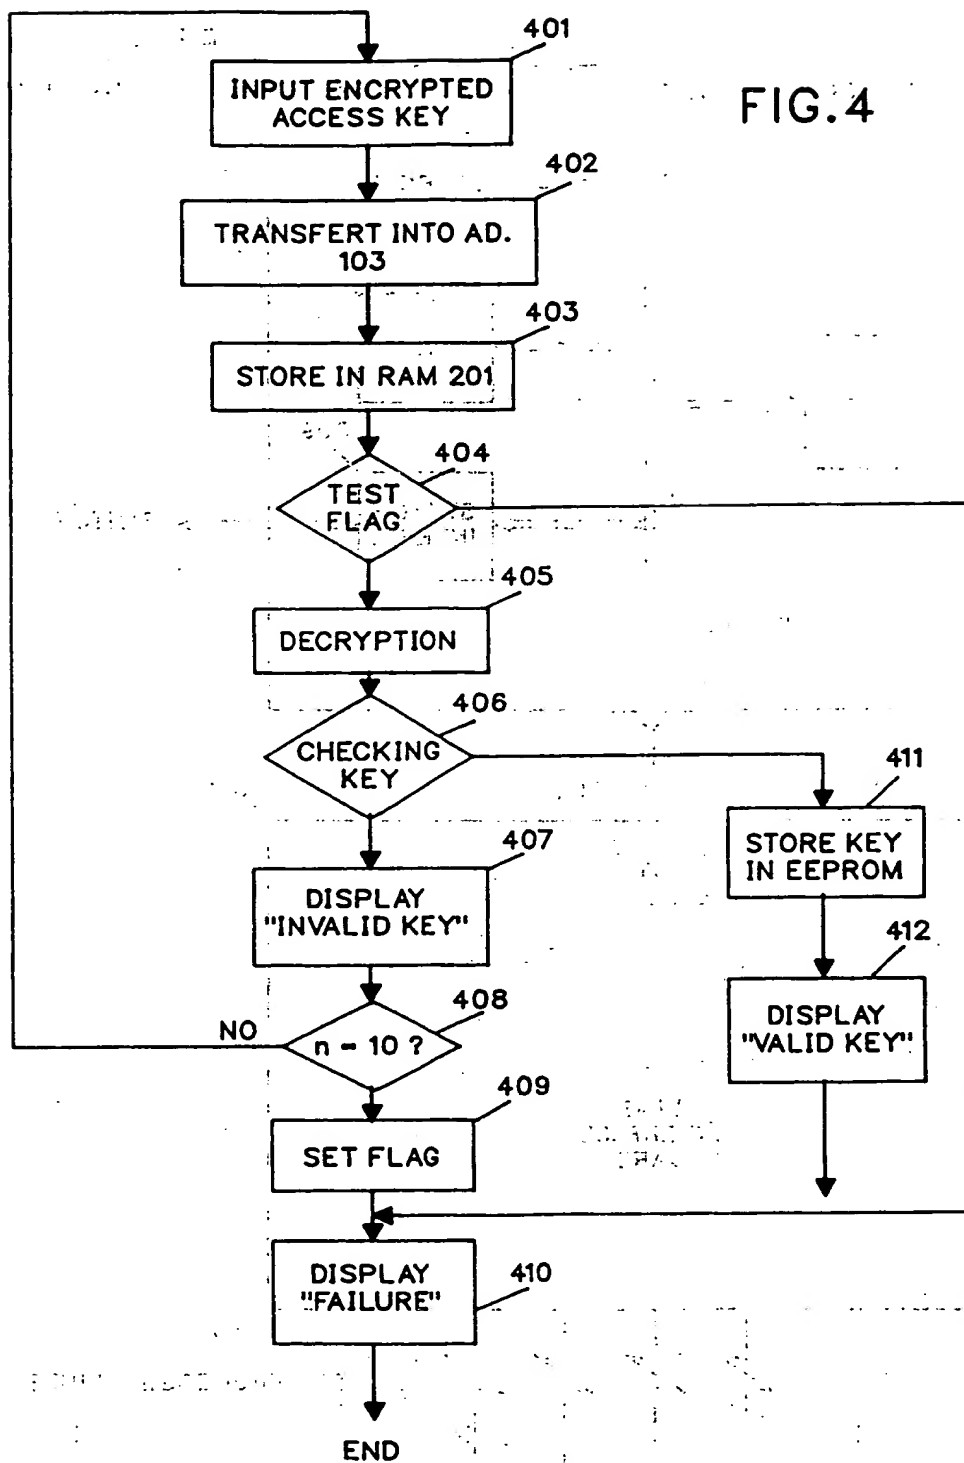 401
INPUT ENCRYPTED
ACCESS KEY
FIG.4
402
TRANSFERT INTO AD.
103
403
STORE IN RAM 201
404
TEST
FLAG
405
DECRYPTION
406
CHECKING
KEY
411
STORE KEY
IN EEPROM
407
DISPLAY
"INVALID KEY"
412
DISPLAY
"VALID KEY"
408
NO
n = 10 ?
409
SET FLAG
DISPLAY
"FAILURE"
410
END